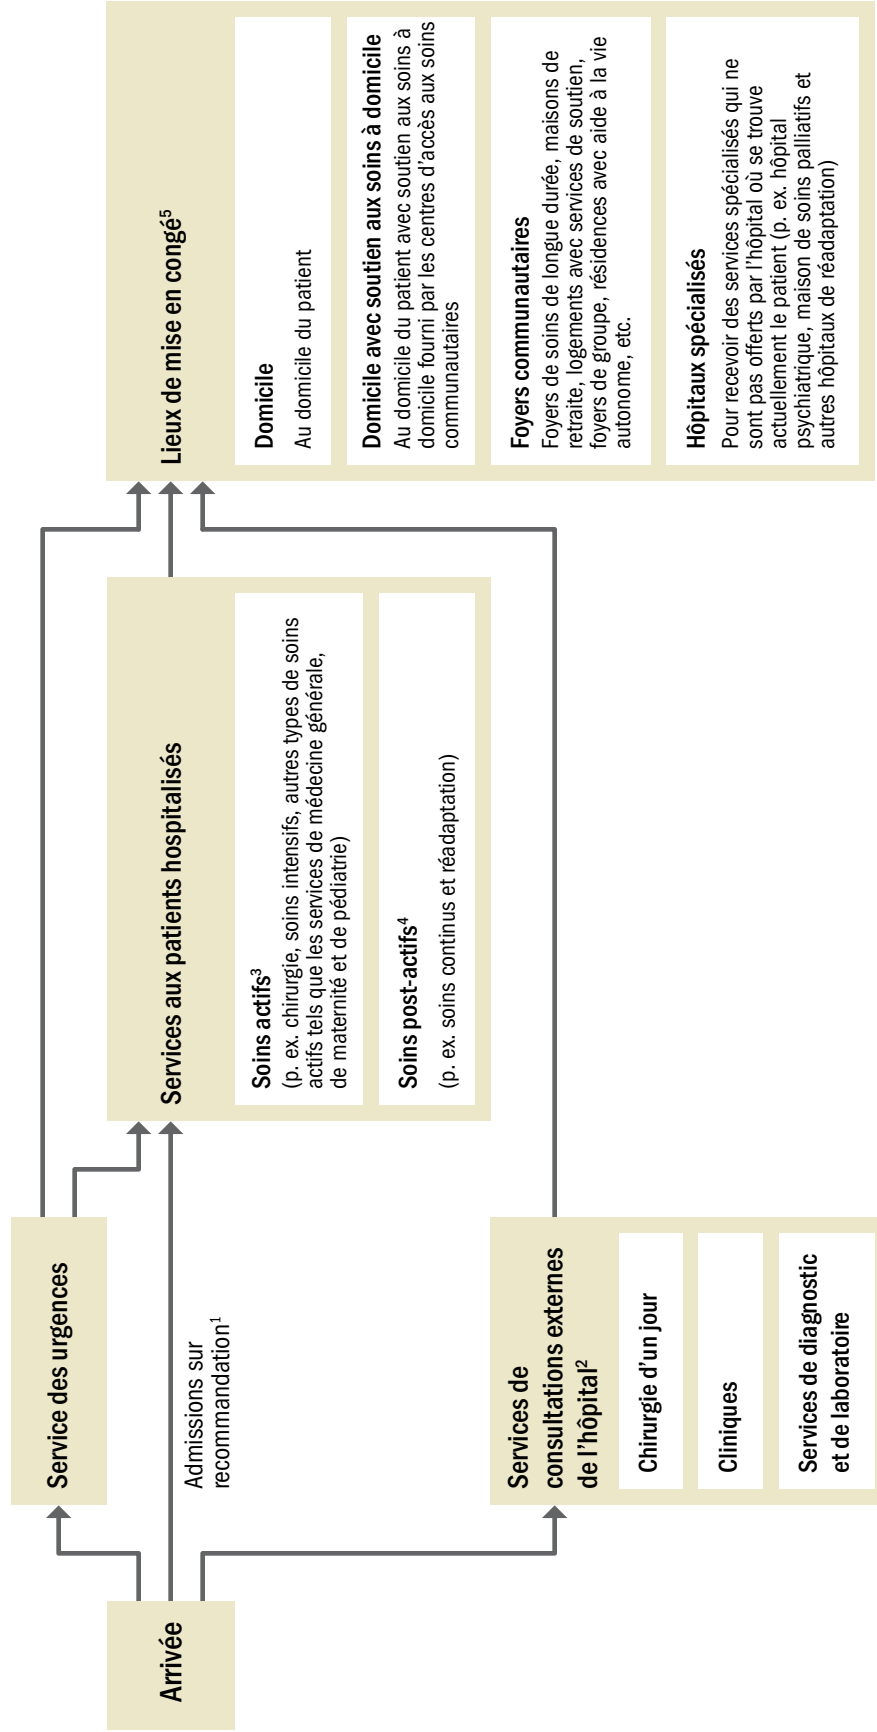 Arrivée
Service des urgences
Admissions sur
recommandation¹
Services de
consultations externes
de l'hôpital²
Chirurgie d'un jour
Cliniques
Services de diagnostic
et de laboratoire
Services aux patients hospitalisés
Soins actifs³
(p. ex. chirurgie, soins intensifs, autres types de soins
actifs tels que les services de médecine générale,
de maternité et de pédiatrie)
Soins post-actifs⁴
(p. ex. soins continus et réadaptation)
Lieux de mise en congé⁵
Domicile
Au domicile du patient
Domicile avec soutien aux soins à domicile
Au domicile du patient avec soutien aux soins à
domicile fourni par les centres d'accès aux soins
communautaires
Foyers communautaires
Foyers de soins de longue durée, maisons de
retraite, logements avec services de soutien,
foyers de groupe, résidences avec aide à la vie
autonome, etc.
Hôpitaux spécialisés
Pour recevoir des services spécialisés qui ne
sont pas offerts par l'hôpital où se trouve
actuellement le patient (p. ex. hôpital
psychiatrique, maison de soins palliatifs et
autres hôpitaux de réadaptation)